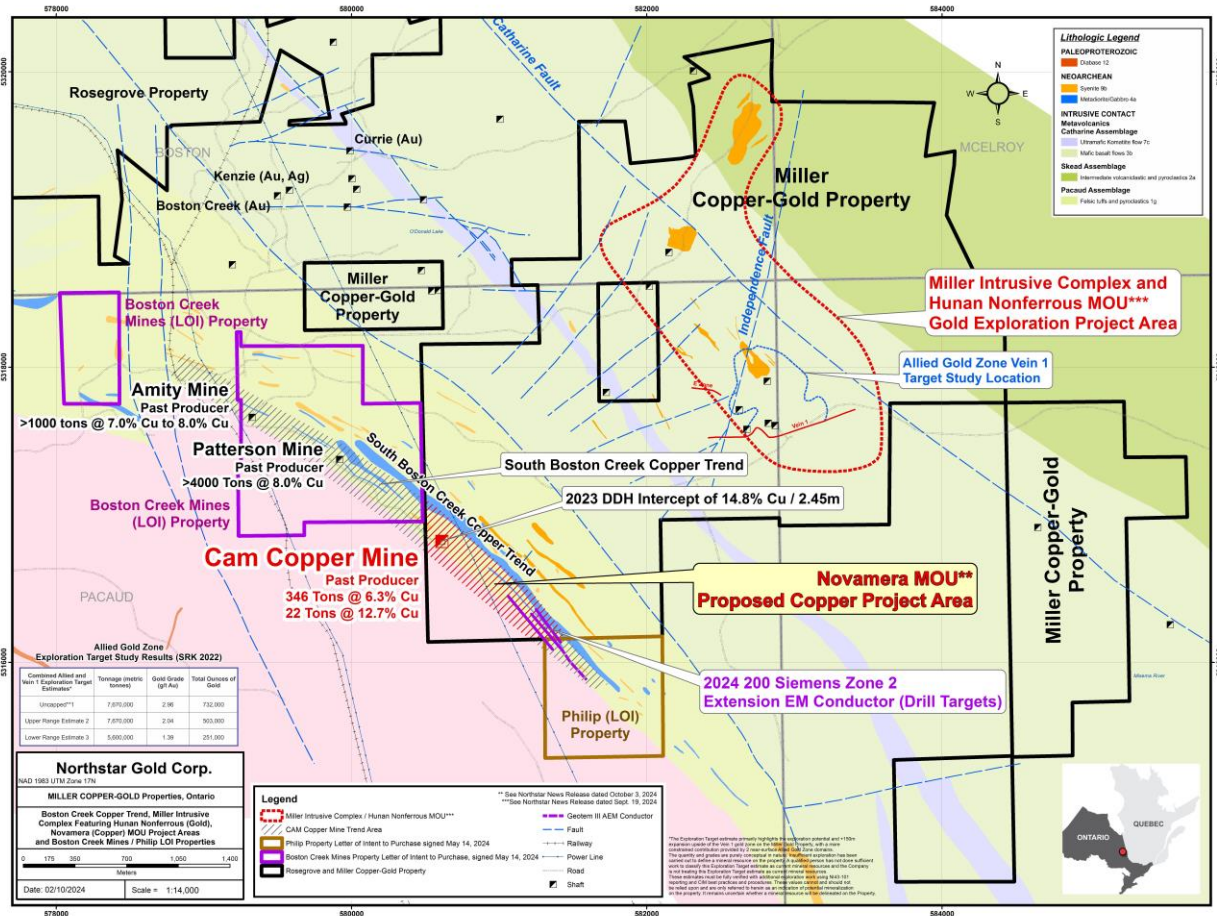 578000
580000
582000
584000
5320000
5318000
5316000
Rosegrove Property
BOSTON
Currie (Au)
Kenzie (Au, Ag)
Boston Creek (Au)
O'Donald Lake
Catharine Fault
Independence Fault
MCELROY
Miller
Copper-Gold Property
Miller
Copper-Gold
Property
Boston Creek
Mines (LOI) Property
Amity Mine
Past Producer
>1000 tons @ 7.0% Cu to 8.0% Cu
Patterson Mine
Past Producer
>4000 Tons @ 8.0% Cu
Boston Creek Mines
(LOI) Property
South Boston Creek Copper Trend
South Boston Creek Copper Trend
2023 DDH Intercept of 14.8% Cu / 2.45m
Cam Copper Mine
Past Producer
346 Tons @ 6.3% Cu
22 Tons @ 12.7% Cu
PACAUD
Novamera MOU**
Proposed Copper Project Area
2024 200 Siemens Zone 2
Extension EM Conductor (Drill Targets)
Philip (LOI)
Property
Miller Intrusive Complex and
Hunan Nonferrous MOU***
Gold Exploration Project Area
Allied Gold Zone Vein 1
Target Study Location
Vein 1
Miller Copper-Gold
Property
Misema River
Lithologic Legend
PALEOPROTEROZOIC
Diabase 12
NEOARCHEAN
Syenite 9b
Metadiorite/Gabbro 4a
INTRUSIVE CONTACT
Metavolcanics
Catharine Assemblage
Ultramafic Komatiite flow 7c
Mafic basalt flows 3b
Skead Assemblage
Intermediate volcaniclastic and pyroclastics 2a
Pacaud Assemblage
Felsic tuffs and pyroclastics 1g
N
W
E
S
Allied Gold Zone
Exploration Target Study Results (SRK 2022)
Combined Allied and Vein 1 Exploration Target Estimates* Tonnage (metric tonnes) Gold Grade (g/t Au) Total Ounces of Gold
Uncapped**1 7,670,000 2.96 732,000
Upper Range Estimate 2 7,670,000 2.04 503,000
Lower Range Estimate 3 5,600,000 1.39 251,000
Northstar Gold Corp.
NAD 1983 UTM Zone 17N
MILLER COPPER-GOLD Properties, Ontario
Boston Creek Copper Trend, Miller Intrusive
Complex Featuring Hunan Nonferrous (Gold),
Novamera (Copper) MOU Project Areas
and Boston Creek Mines / Philip LOI Properties
0 175 350 700 1,050 1,400
Meters
Date: 02/10/2024
Scale = 1:14,000
Legend
** See Northstar News Release dated October 3, 2024
***See Northstar News Release dated Sept. 19, 2024
Miller Intrusive Complex / Hunan Nonferrous MOU***
CAM Copper Mine Trend Area
Philip Property Letter of Intent to Purchase, signed May 14, 2024
Boston Creek Mines Property Letter of Intent to Purchase, signed May 14, 2024
Rosegrove and Miller Copper-Gold Property
Geotem III AEM Conductor
Fault
Railway
Power Line
Road
Shaft
ONTARIO
QUEBEC
578000
580000
582000
584000